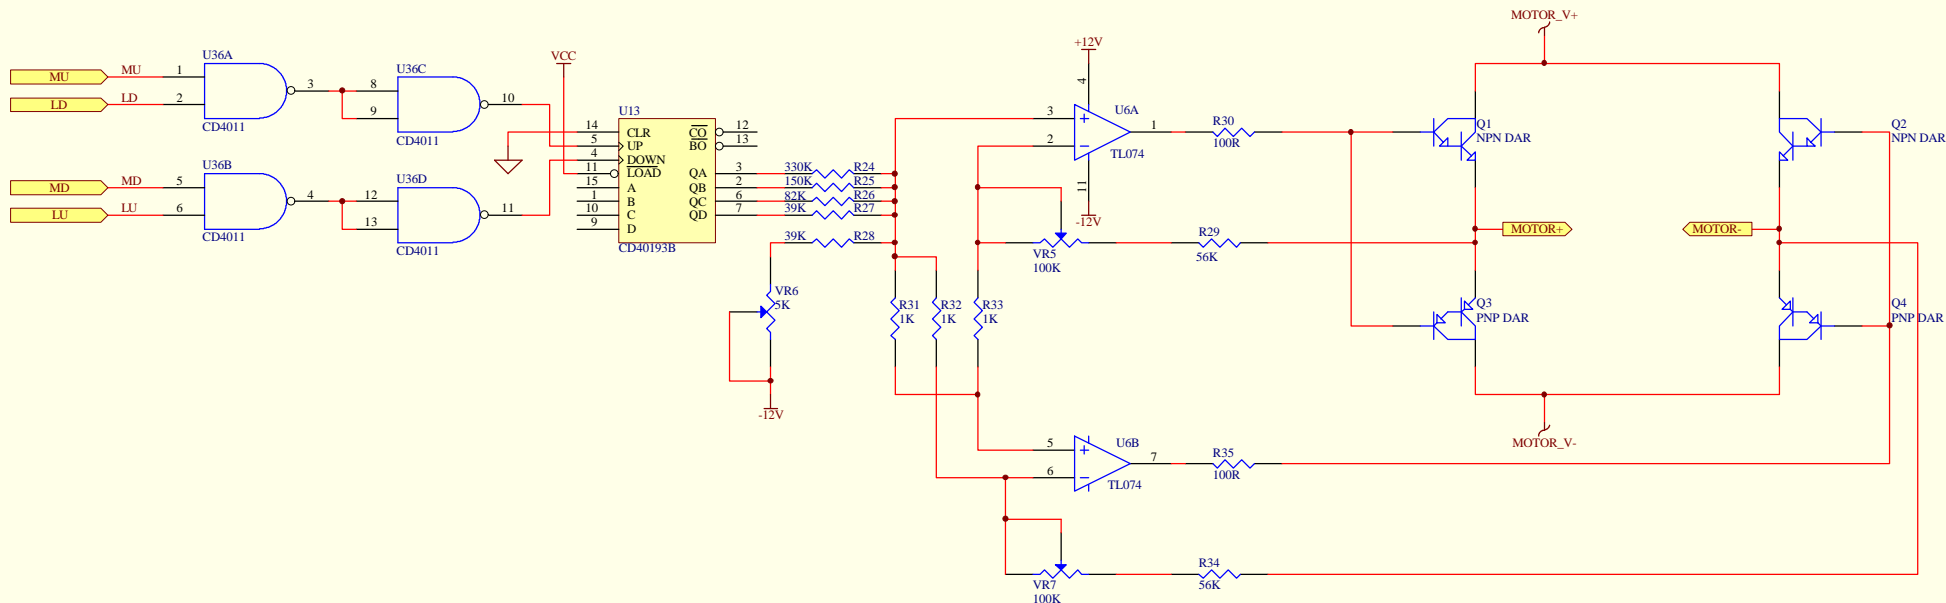 MOTOR_V+
+12V
VCC
U36A
MU MU 1
LD LD 2
3
CD4011
U36C
8
9
10
CD4011
U36B
MD MD 5
LU LU 6
4
CD4011
U36D
12
13
11
CD4011
U13
14 CLR CO 12
5 UP BO 13
4 DOWN
11 LOAD QA 3
15 A QB 2
1 B QC 6
10 C QD 7
9 D
CD40193B
330K R24
150K R25
82K R26
39K R27
39K R28
VR6
5K
-12V
R31
1K
R32
1K
R33
1K
U6A
3
2
4
11
1
TL074
-12V
R30
100R
VR5
100K
R29
56K
Q1
NPN DAR
Q2
NPN DAR
MOTOR+
MOTOR-
Q3
PNP DAR
Q4
PNP DAR
MOTOR_V-
U6B
5
6
7
TL074
R35
100R
VR7
100K
R34
56K